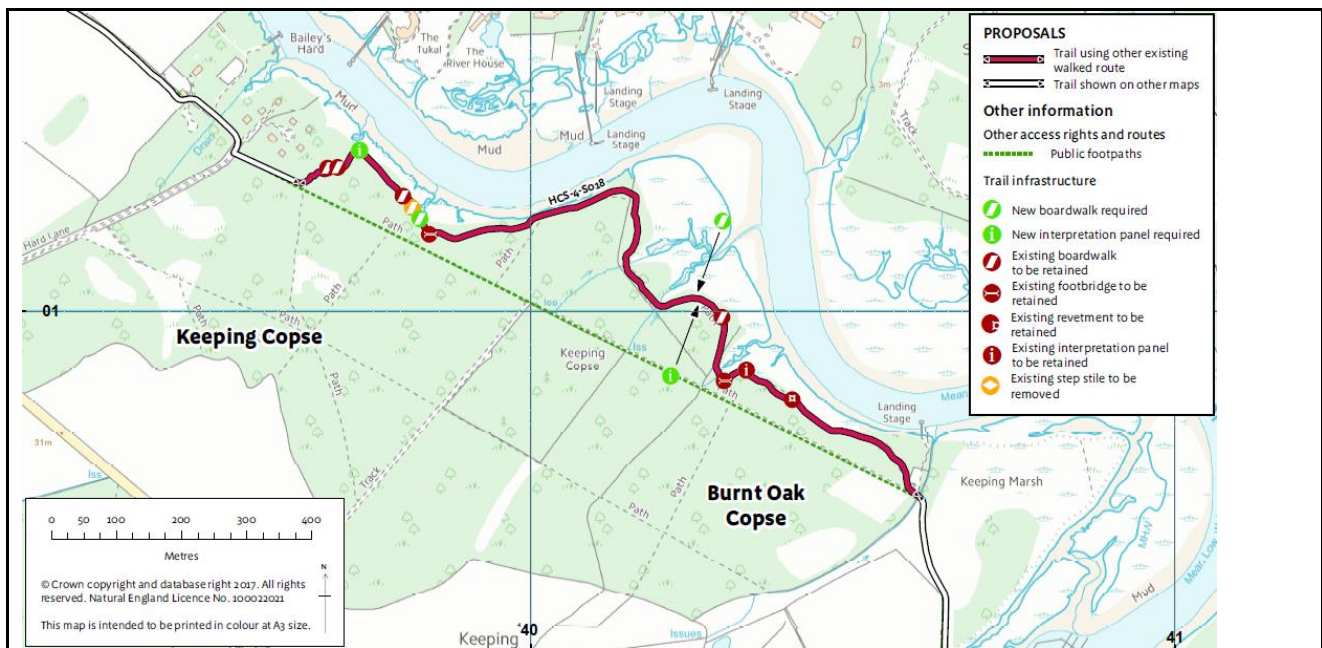 PROPOSALS
Trail using other existing
walked route
Trail shown on other maps
Other information
Other access rights and routes
Public footpaths
Trail infrastructure
New boardwalk required
New interpretation panel required
Existing boardwalk
to be retained
Existing footbridge to be
retained
Existing revetment to be
retained
Existing interpretation panel
to be retained
Existing step stile to be
removed
Bailey's
Hard
The
Tukal
The
River House
Landing
Stage
Landing
Stage
Landing
Stage
3m
Track
Mud
Mud
Mud
Drain
HCS-4-S018
Hard Lane
Path
Path
Path
Path
Path
01
Iss
Path
Keeping Copse
Iss
Keeping
Copse
Path
Path
Landing
Stage
Mean
31m
Iss
Track
Path
Path
Burnt Oak
Copse
Keeping Marsh
MHW
Mud
0 50 100 200 300 400
Metres
N
© Crown copyright and database right 2017. All rights
reserved. Natural England Licence No. 100022021
This map is intended to be printed in colour at A3 size.
Keeping
40
Issues
41